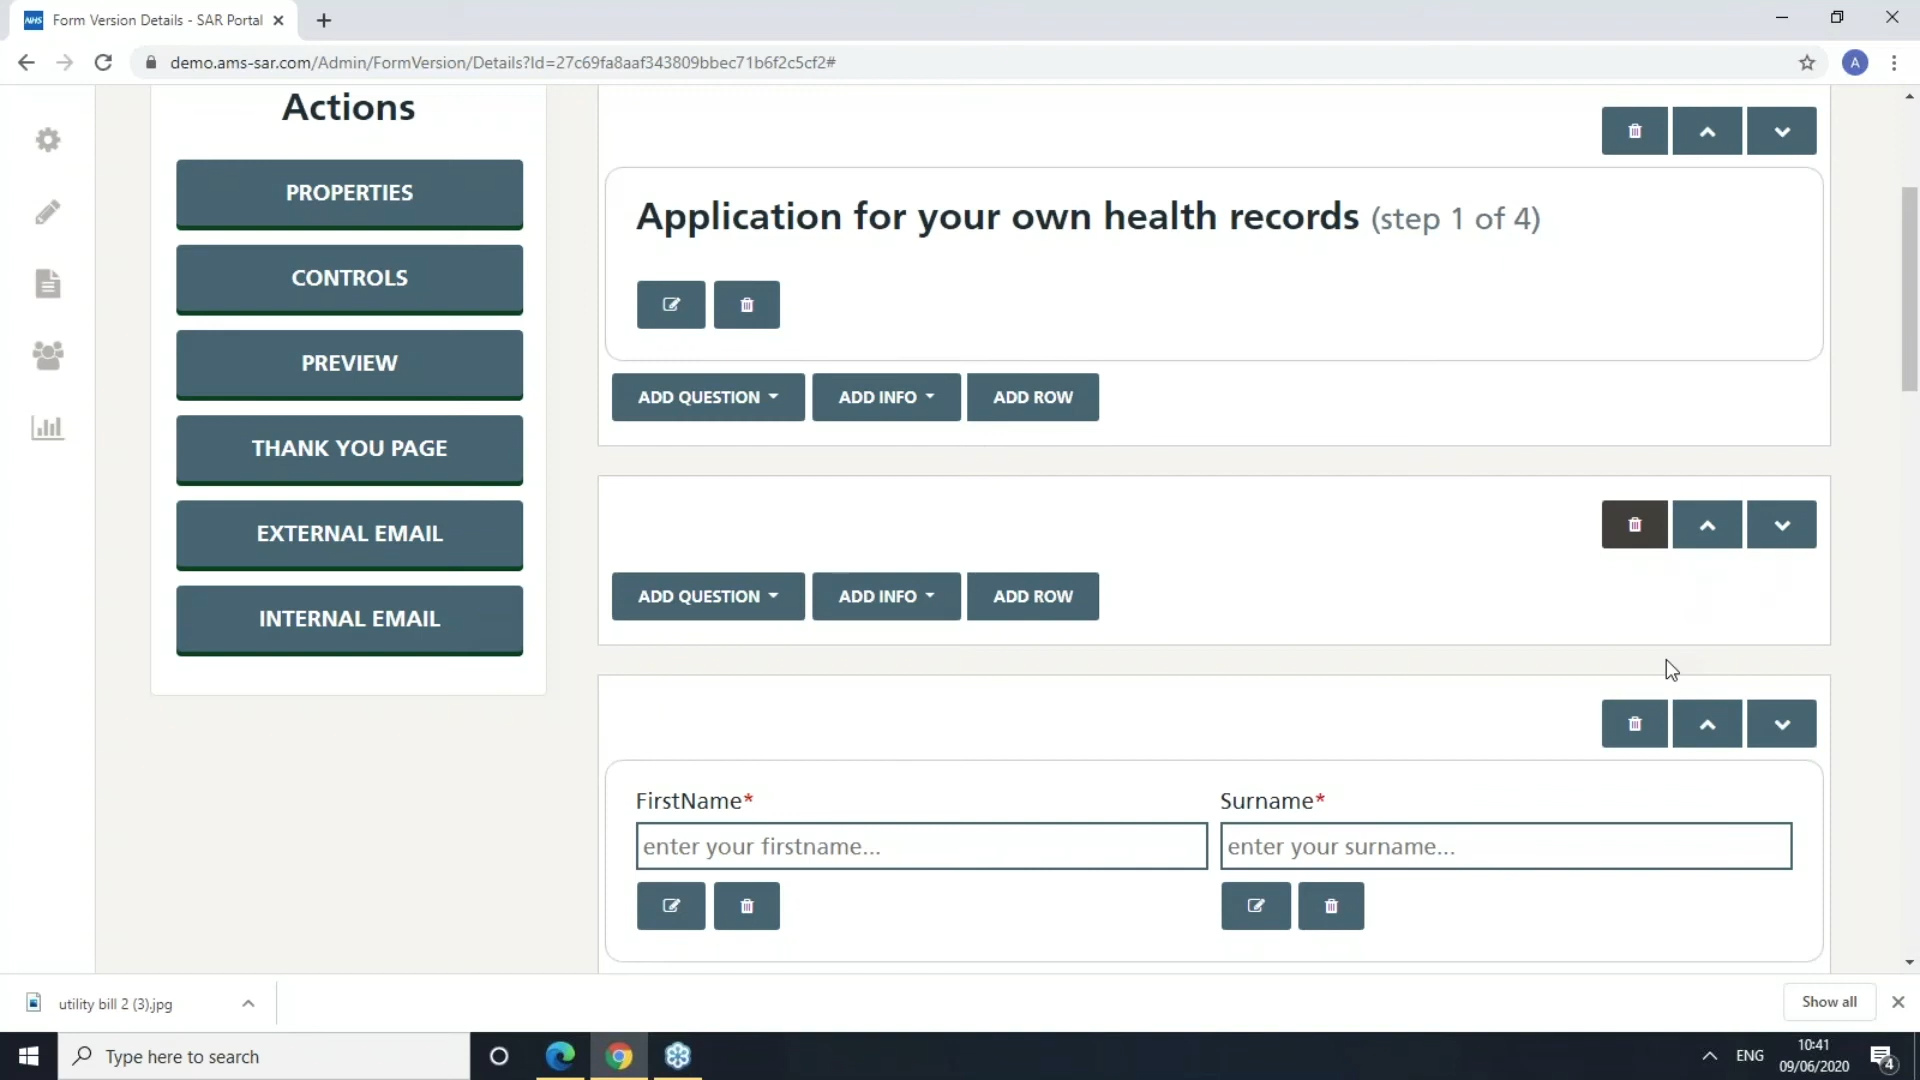 NHS
Form Version Details - SAR Portal
demo.ams-sar.com/Admin/FormVersion/Details?Id=27c69fa8aaf343809bbec71b6f2c5cf2#
A
Actions
PROPERTIES
CONTROLS
PREVIEW
THANK YOU PAGE
EXTERNAL EMAIL
INTERNAL EMAIL
Application for your own health records (step 1 of 4)
ADD QUESTION
ADD INFO
ADD ROW
ADD QUESTION
ADD INFO
ADD ROW
FirstName*
Surname*
enter your firstname...
enter your surname...
utility bill 2 (3).jpg
Show all
Type here to search
ENG
10:41
09/06/2020
4